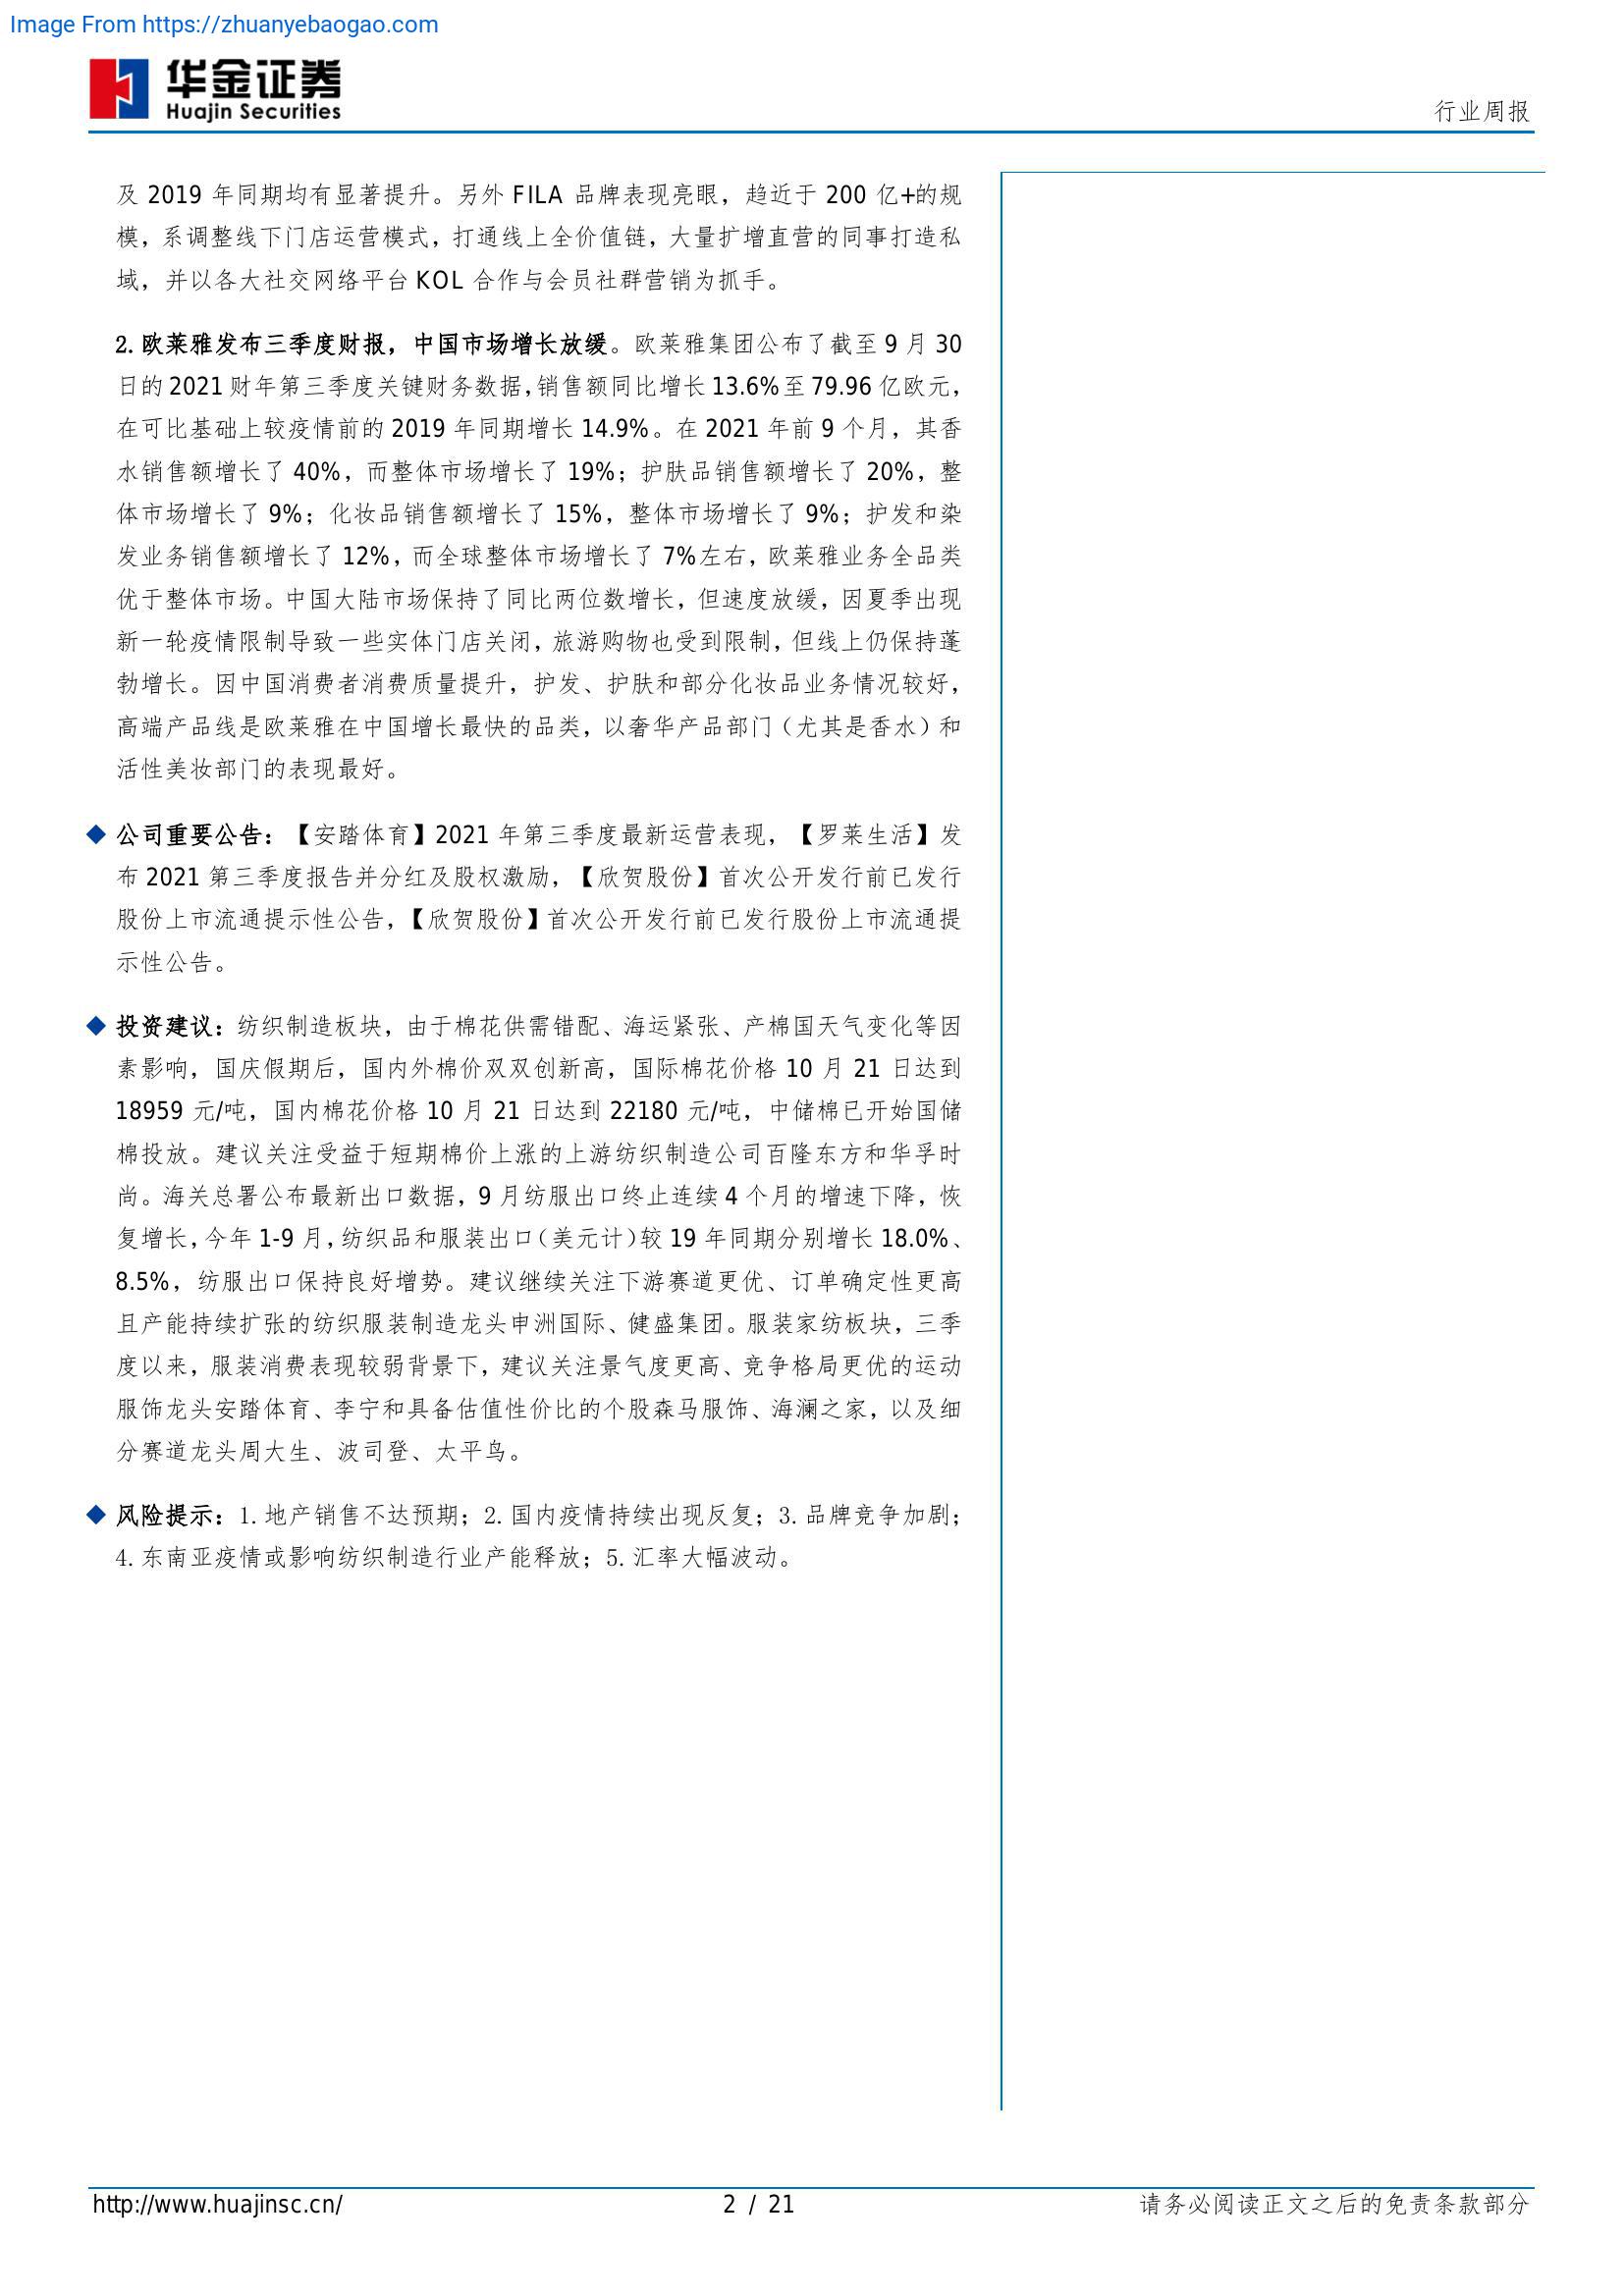 Image From https://zhuanyebaogao.com
华金证券
Huajin Securities
行业周报
及 2019 年同期均有显著提升。另外 FILA 品牌表现亮眼，趋近于 200 亿+的规
模，系调整线下门店运营模式，打通线上全价值链，大量扩增直营的同事打造私
域，并以各大社交网络平台 KOL 合作与会员社群营销为抓手。
2.欧莱雅发布三季度财报，中国市场增长放缓。欧莱雅集团公布了截至 9 月 30
日的 2021 财年第三季度关键财务数据，销售额同比增长 13.6%至 79.96 亿欧元，
在可比基础上较疫情前的 2019 年同期增长 14.9%。在 2021 年前 9 个月，其香
水销售额增长了 40%，而整体市场增长了 19%；护肤品销售额增长了 20%，整
体市场增长了 9%；化妆品销售额增长了 15%，整体市场增长了 9%；护发和染
发业务销售额增长了 12%，而全球整体市场增长了 7%左右，欧莱雅业务全品类
优于整体市场。中国大陆市场保持了同比两位数增长，但速度放缓，因夏季出现
新一轮疫情限制导致一些实体门店关闭，旅游购物也受到限制，但线上仍保持蓬
勃增长。因中国消费者消费质量提升，护发、护肤和部分化妆品业务情况较好，
高端产品线是欧莱雅在中国增长最快的品类，以奢华产品部门（尤其是香水）和
活性美妆部门的表现最好。
◆ 公司重要公告：【安踏体育】2021 年第三季度最新运营表现，【罗莱生活】发
布 2021 第三季度报告并分红及股权激励，【欣贺股份】首次公开发行前已发行
股份上市流通提示性公告，【欣贺股份】首次公开发行前已发行股份上市流通提
示性公告。
◆ 投资建议：纺织制造板块，由于棉花供需错配、海运紧张、产棉国天气变化等因
素影响，国庆假期后，国内外棉价双双创新高，国际棉花价格 10 月 21 日达到
18959 元/吨，国内棉花价格 10 月 21 日达到 22180 元/吨，中储棉已开始国储
棉投放。建议关注受益于短期棉价上涨的上游纺织制造公司百隆东方和华孚时
尚。海关总署公布最新出口数据，9 月纺服出口终止连续 4 个月的增速下降，恢
复增长，今年 1-9 月，纺织品和服装出口（美元计）较 19 年同期分别增长 18.0%、
8.5%，纺服出口保持良好增势。建议继续关注下游赛道更优、订单确定性更高
且产能持续扩张的纺织服装制造龙头申洲国际、健盛集团。服装家纺板块，三季
度以来，服装消费表现较弱背景下，建议关注景气度更高、竞争格局更优的运动
服饰龙头安踏体育、李宁和具备估值性价比的个股森马服饰、海澜之家，以及细
分赛道龙头周大生、波司登、太平鸟。
◆ 风险提示：1.地产销售不达预期；2.国内疫情持续出现反复；3.品牌竞争加剧；
4.东南亚疫情或影响纺织制造行业产能释放；5.汇率大幅波动。
http://www.huajinsc.cn/
2 / 21
请务必阅读正文之后的免责条款部分